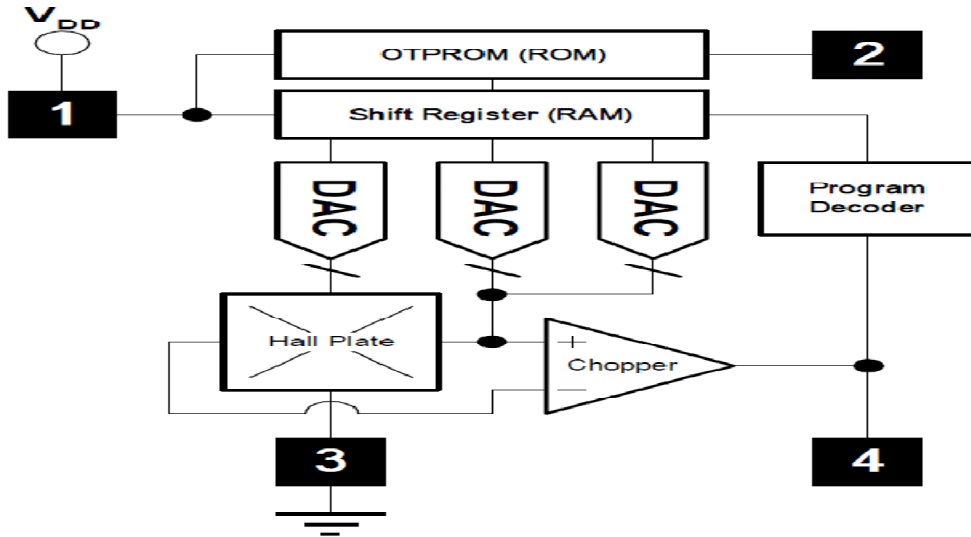 VDD
OTPROM (ROM)
2
1
Shift Register (RAM)
DAC
DAC
DAC
Program
Decoder
Hall Plate
+
Chopper
−
3
4